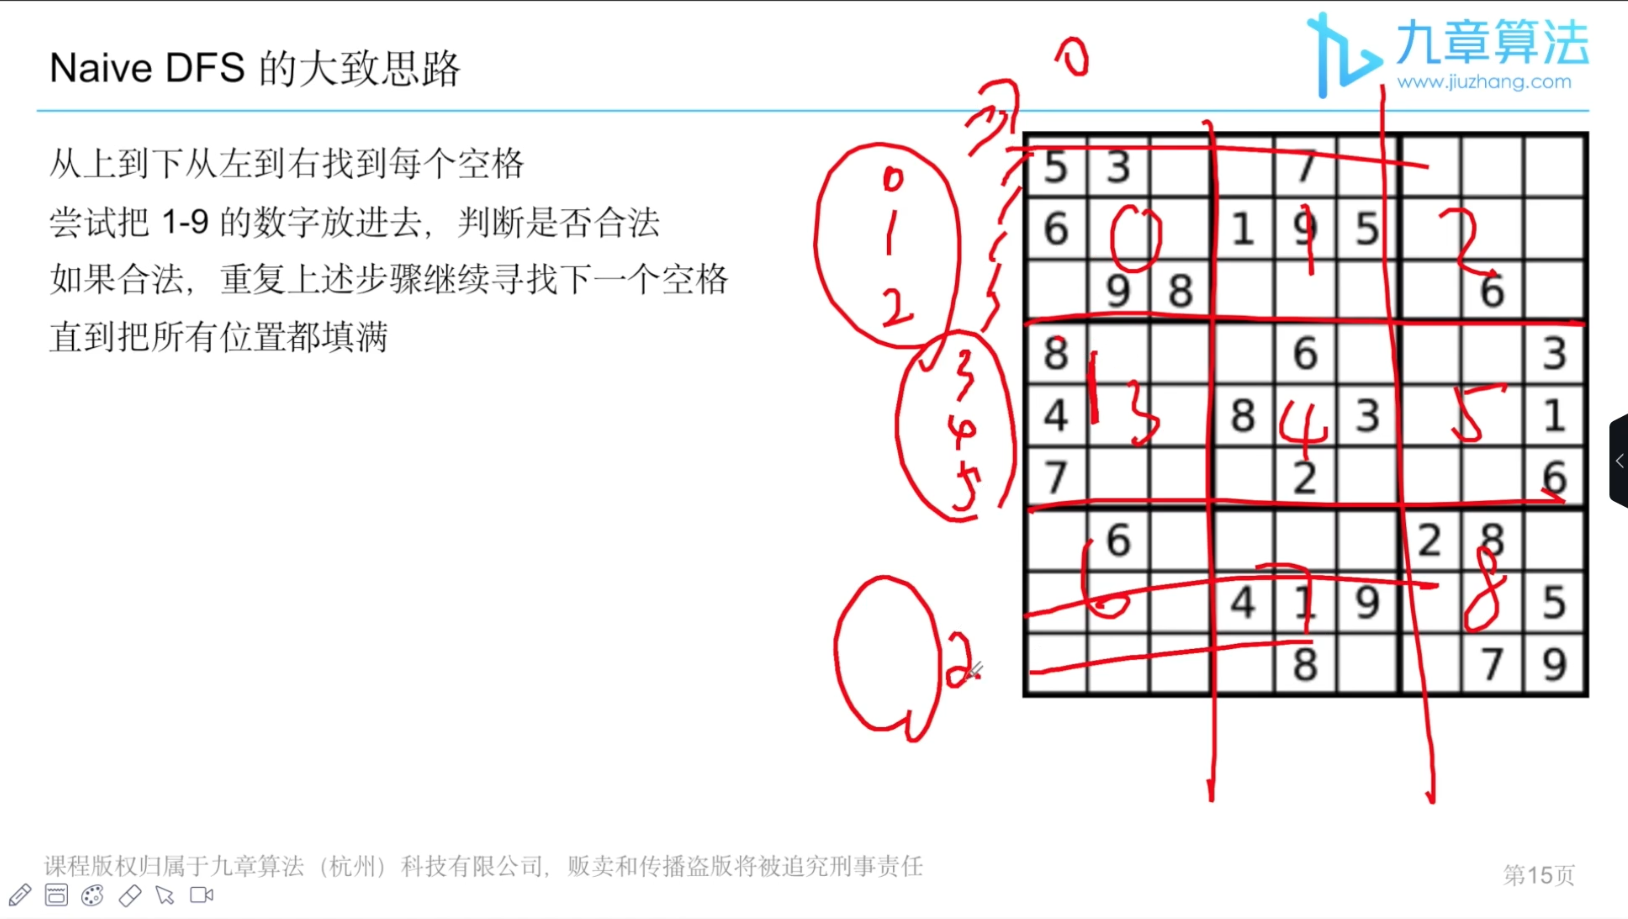 Naive DFS 的大致思路
九章算法
www.jiuzhang.com
从上到下从左到右找到每个空格
尝试把 1-9 的数字放进去，判断是否合法
如果合法，重复上述步骤继续寻找下一个空格
直到把所有位置都填满
0
0
1
2
3
4
5
2
5 3 7
6 1 9 5
9 8 6
8 6 3
4 8 3 1
7 2 6
6 2 8
4 1 9 5
8 7 9
0 1 2
3 4 5
6 7 8
课程版权归属于九章算法（杭州）科技有限公司，贩卖和传播盗版将被追究刑事责任
第15页